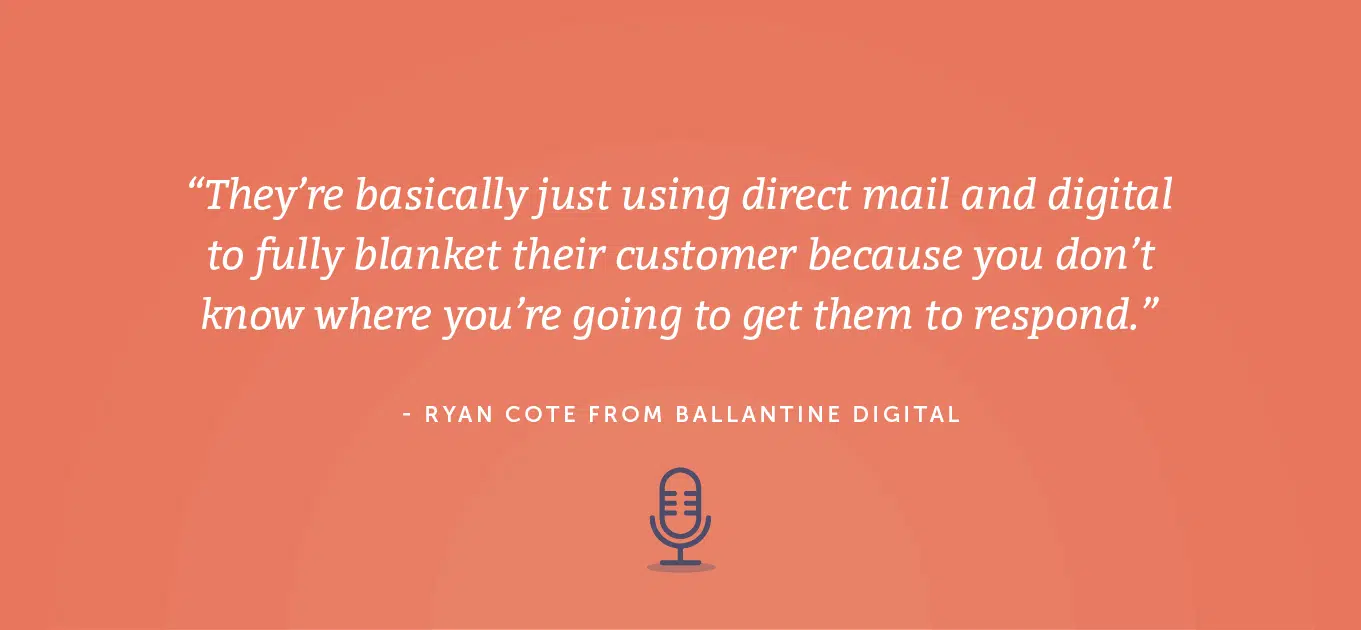 “They’re basically just using direct mail and digital
to fully blanket their customer because you don’t
know where you’re going to get them to respond.”
- RYAN COTE FROM BALLANTINE DIGITAL